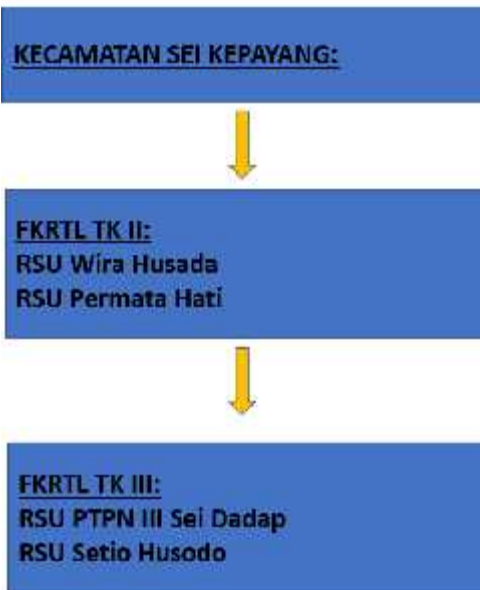 KECAMATAN SEI KEPAYANG:
FKRTL TK II:
RSU Wira Husada
RSU Permata Hati
FKRTL TK III:
RSU PTPN III Sei Dadap
RSU Setio Husodo